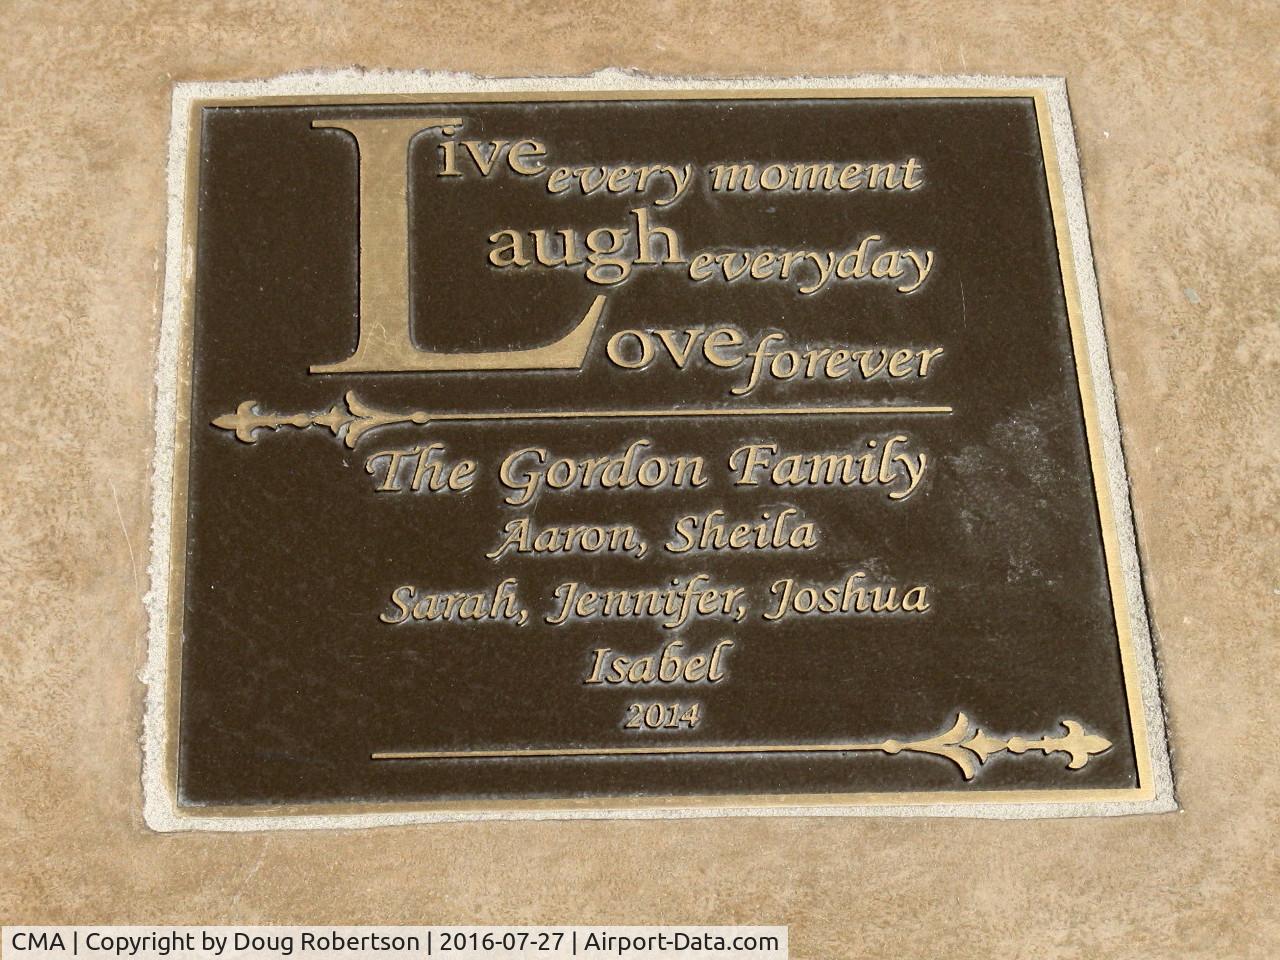 Live every moment
Laugh everyday
Love forever
The Gordon Family
Aaron, Sheila
Sarah, Jennifer, Joshua
Isabel
2014
CMA | Copyright by Doug Robertson | 2016-07-27 | Airport-Data.com